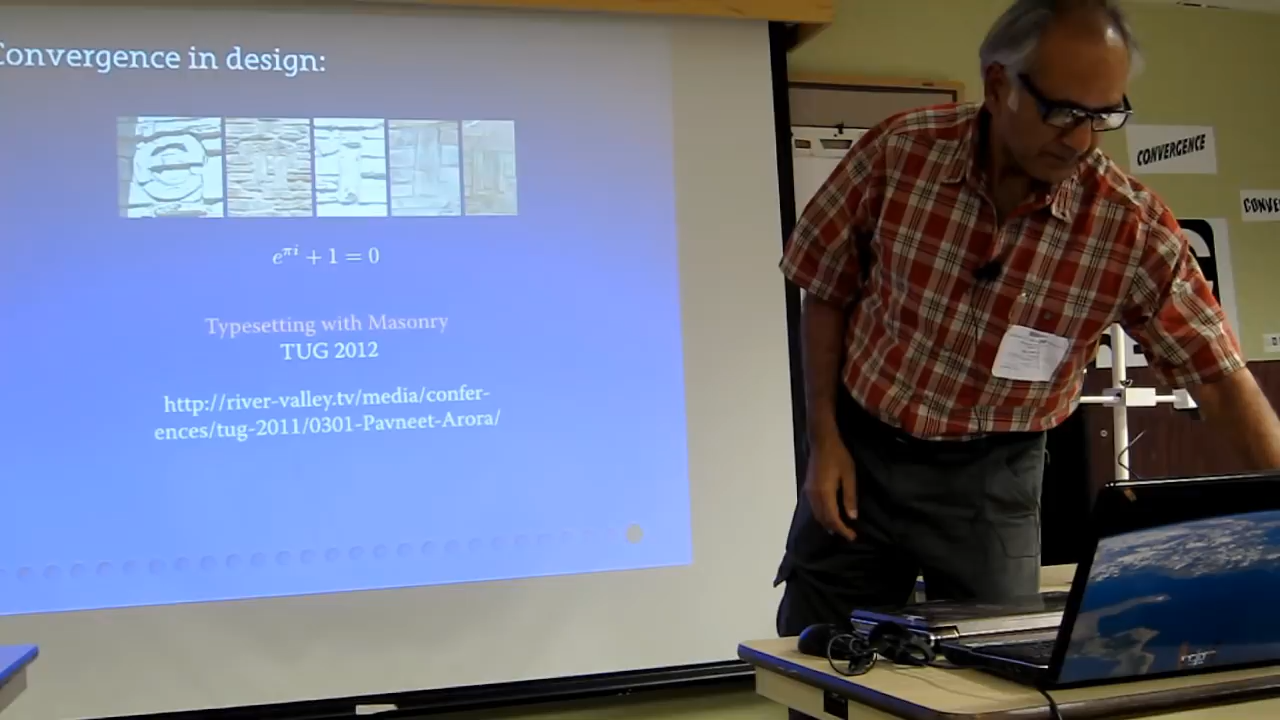 Convergence in design:
e^{πi} + 1 = 0
Typesetting with Masonry
TUG 2012
http://river-valley.tv/media/confer-
ences/tug-2011/0301-Pavneet-Arora/
CONVERGENCE
CONVE